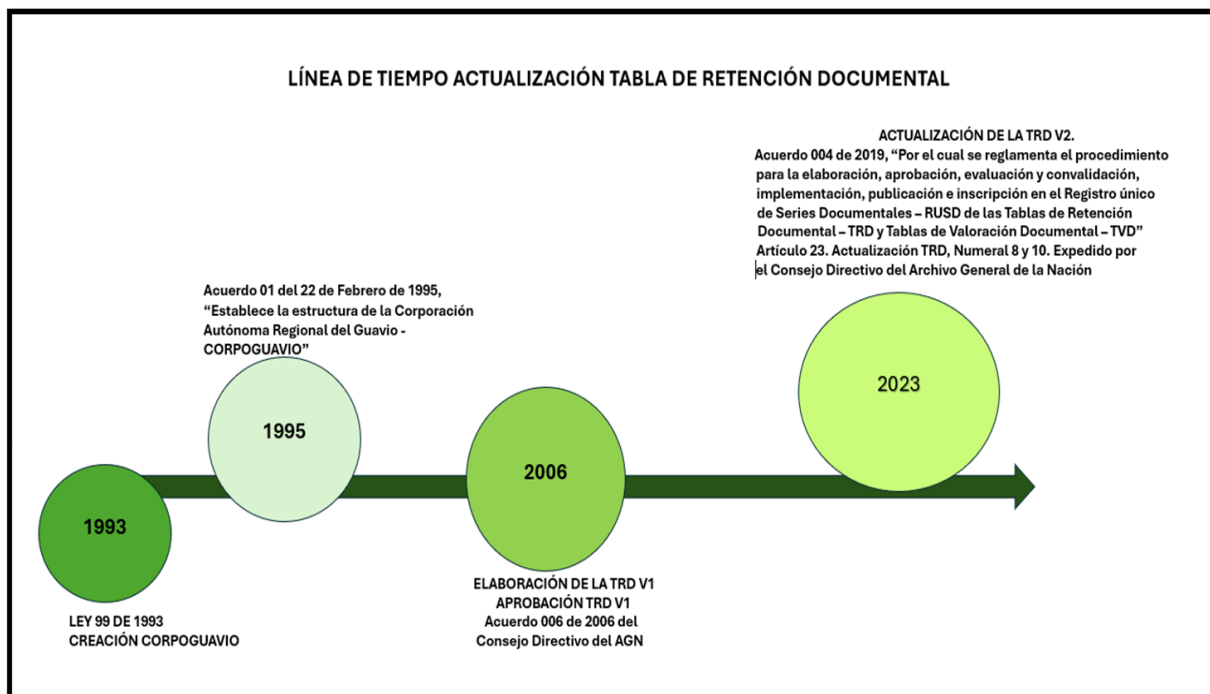 LÍNEA DE TIEMPO ACTUALIZACIÓN TABLA DE RETENCIÓN DOCUMENTAL
ACTUALIZACIÓN DE LA TRD V2.
Acuerdo 004 de 2019, “Por el cual se reglamenta el procedimiento
para la elaboración, aprobación, evaluación y convalidación,
implementación, publicación e inscripción en el Registro único
de Series Documentales – RUSD de las Tablas de Retención
Documental – TRD y Tablas de Valoración Documental – TVD”
Artículo 23. Actualización TRD, Numeral 8 y 10. Expedido por
el Consejo Directivo del Archivo General de la Nación
Acuerdo 01 del 22 de Febrero de 1995,
“Establece la estructura de la Corporación
Autónoma Regional del Guavio -
CORPOGUAVIO”
2023
1995
2006
1993
ELABORACIÓN DE LA TRD V1
APROBACIÓN TRD V1
Acuerdo 006 de 2006 del
Consejo Directivo del AGN
LEY 99 DE 1993
CREACIÓN CORPOGUAVIO